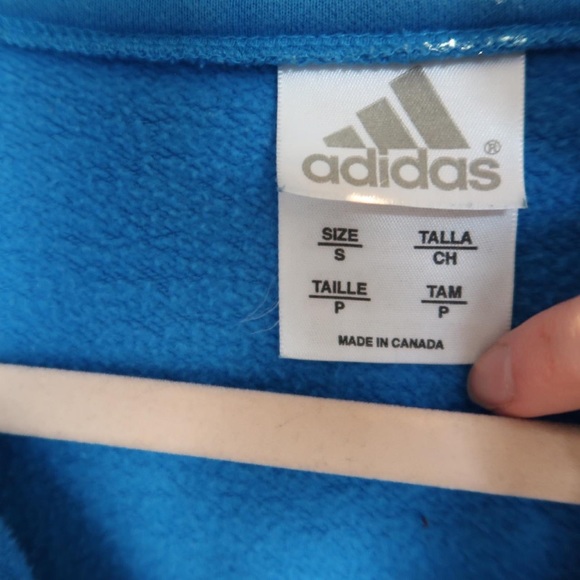 adidas®
SIZE TALLA
S CH
TAILLE TAM
P P
MADE IN CANADA